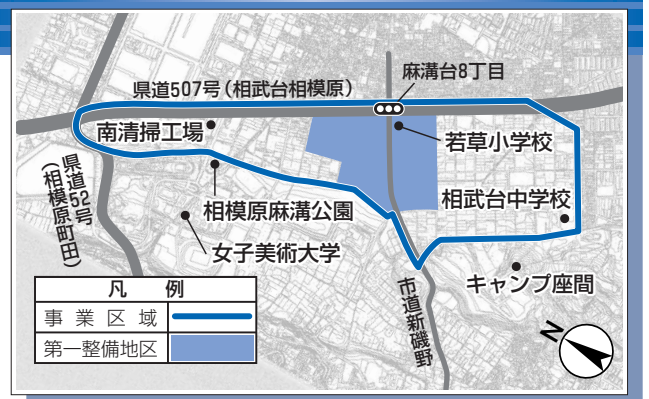 県道507号(相武台相模原)
麻溝台8丁目
南清掃工場
若草小学校
県道52号
(相模原町田)
相模原麻溝公園
相武台中学校
女子美術大学
キャンプ座間
市道新磯野
凡 例
事業区域
第一整備地区
N